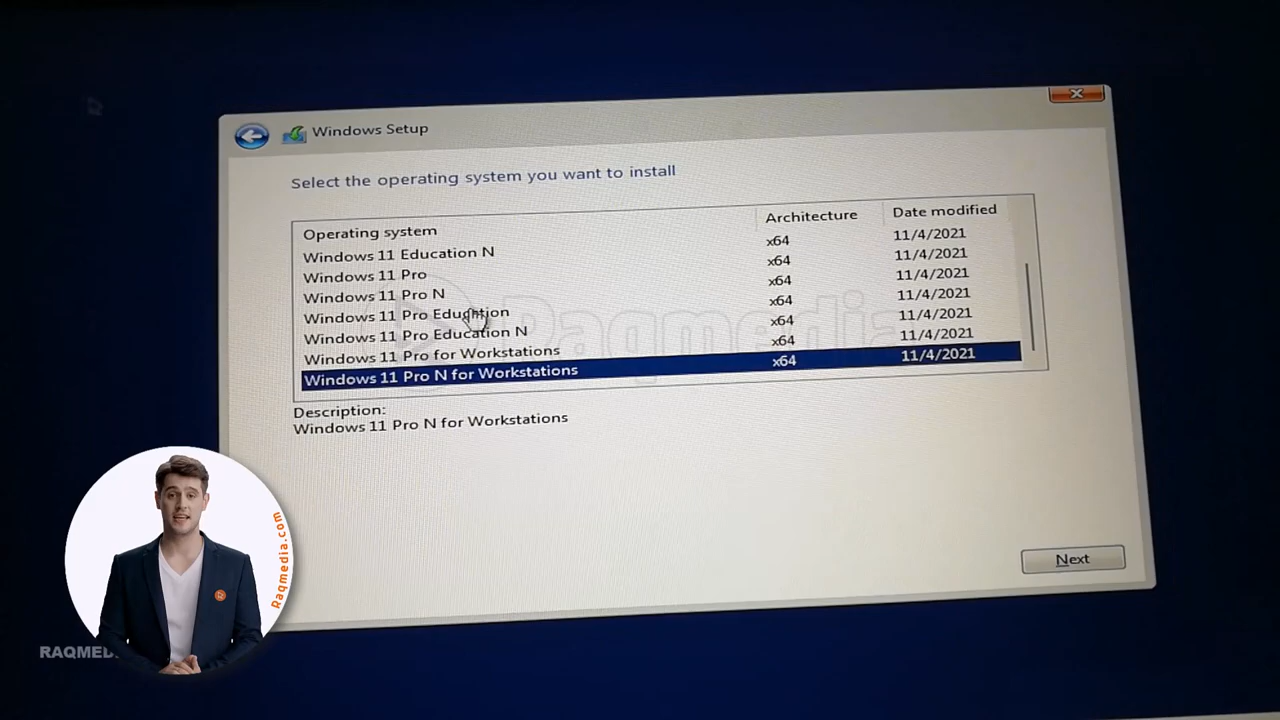 Windows Setup
Select the operating system you want to install
Operating system Architecture Date modified
Windows 11 Education N x64 11/4/2021
Windows 11 Pro x64 11/4/2021
Windows 11 Pro N x64 11/4/2021
Windows 11 Pro Education x64 11/4/2021
Windows 11 Pro Education N x64 11/4/2021
Windows 11 Pro for Workstations x64 11/4/2021
Windows 11 Pro N for Workstations x64 11/4/2021
Description:
Windows 11 Pro N for Workstations
Next
Raqmedia
Raqmedia.com
RAQMED